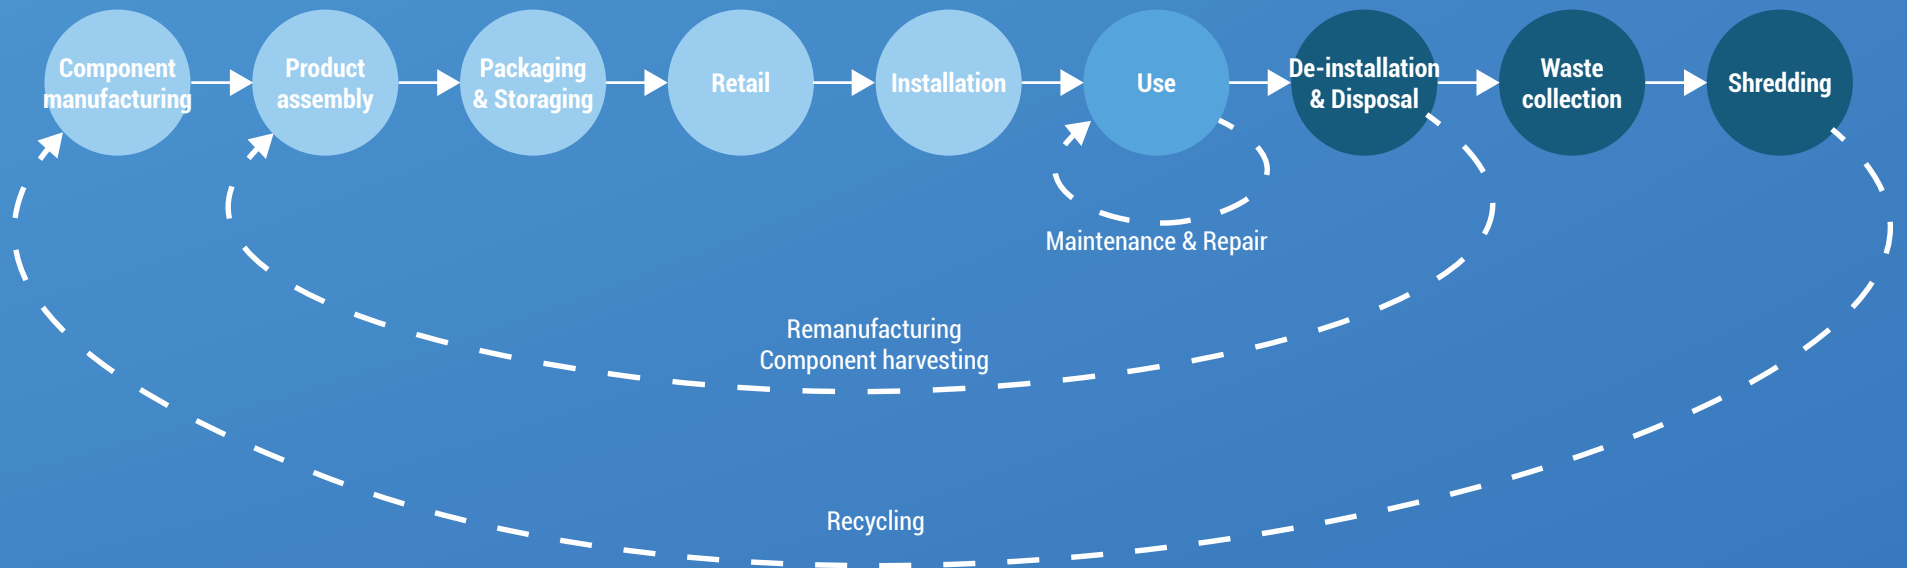 Component
manufacturing
Product
assembly
Packaging
& Storaging
Retail
Installation
Use
De-installation
& Disposal
Waste
collection
Shredding
Maintenance & Repair
Remanufacturing
Component harvesting
Recycling